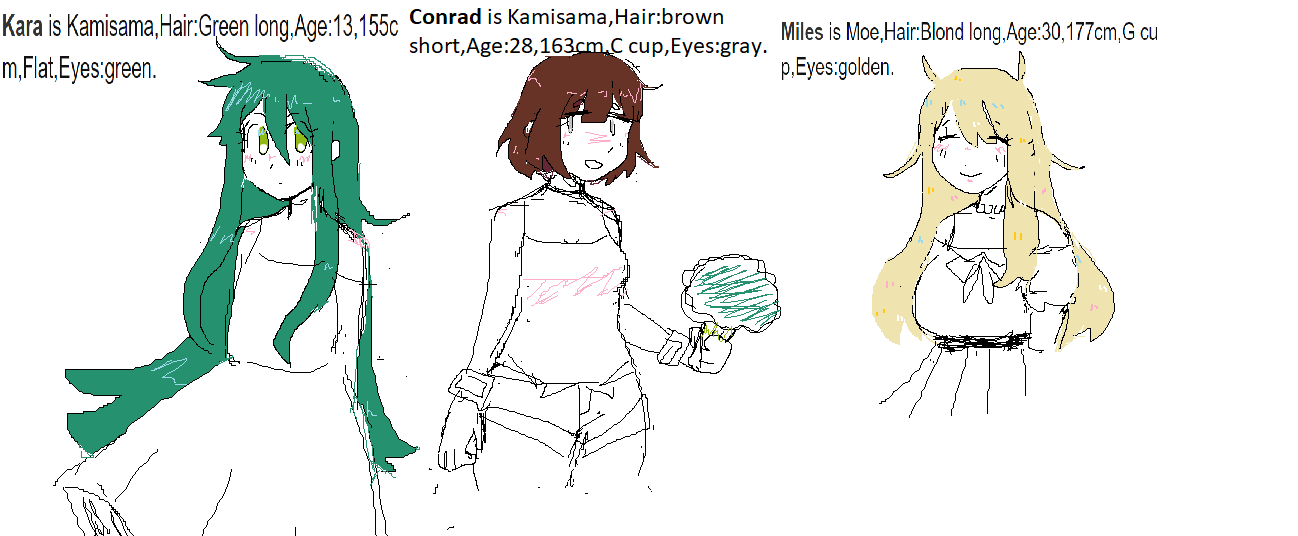 Kara is Kamisama,Hair:Green long,Age:13,155c
m,Flat,Eyes:green.
Conrad is Kamisama,Hair:brown
short,Age:28,163cm,C cup,Eyes:gray.
Miles is Moe,Hair:Blond long,Age:30,177cm,G cu
p,Eyes:golden.